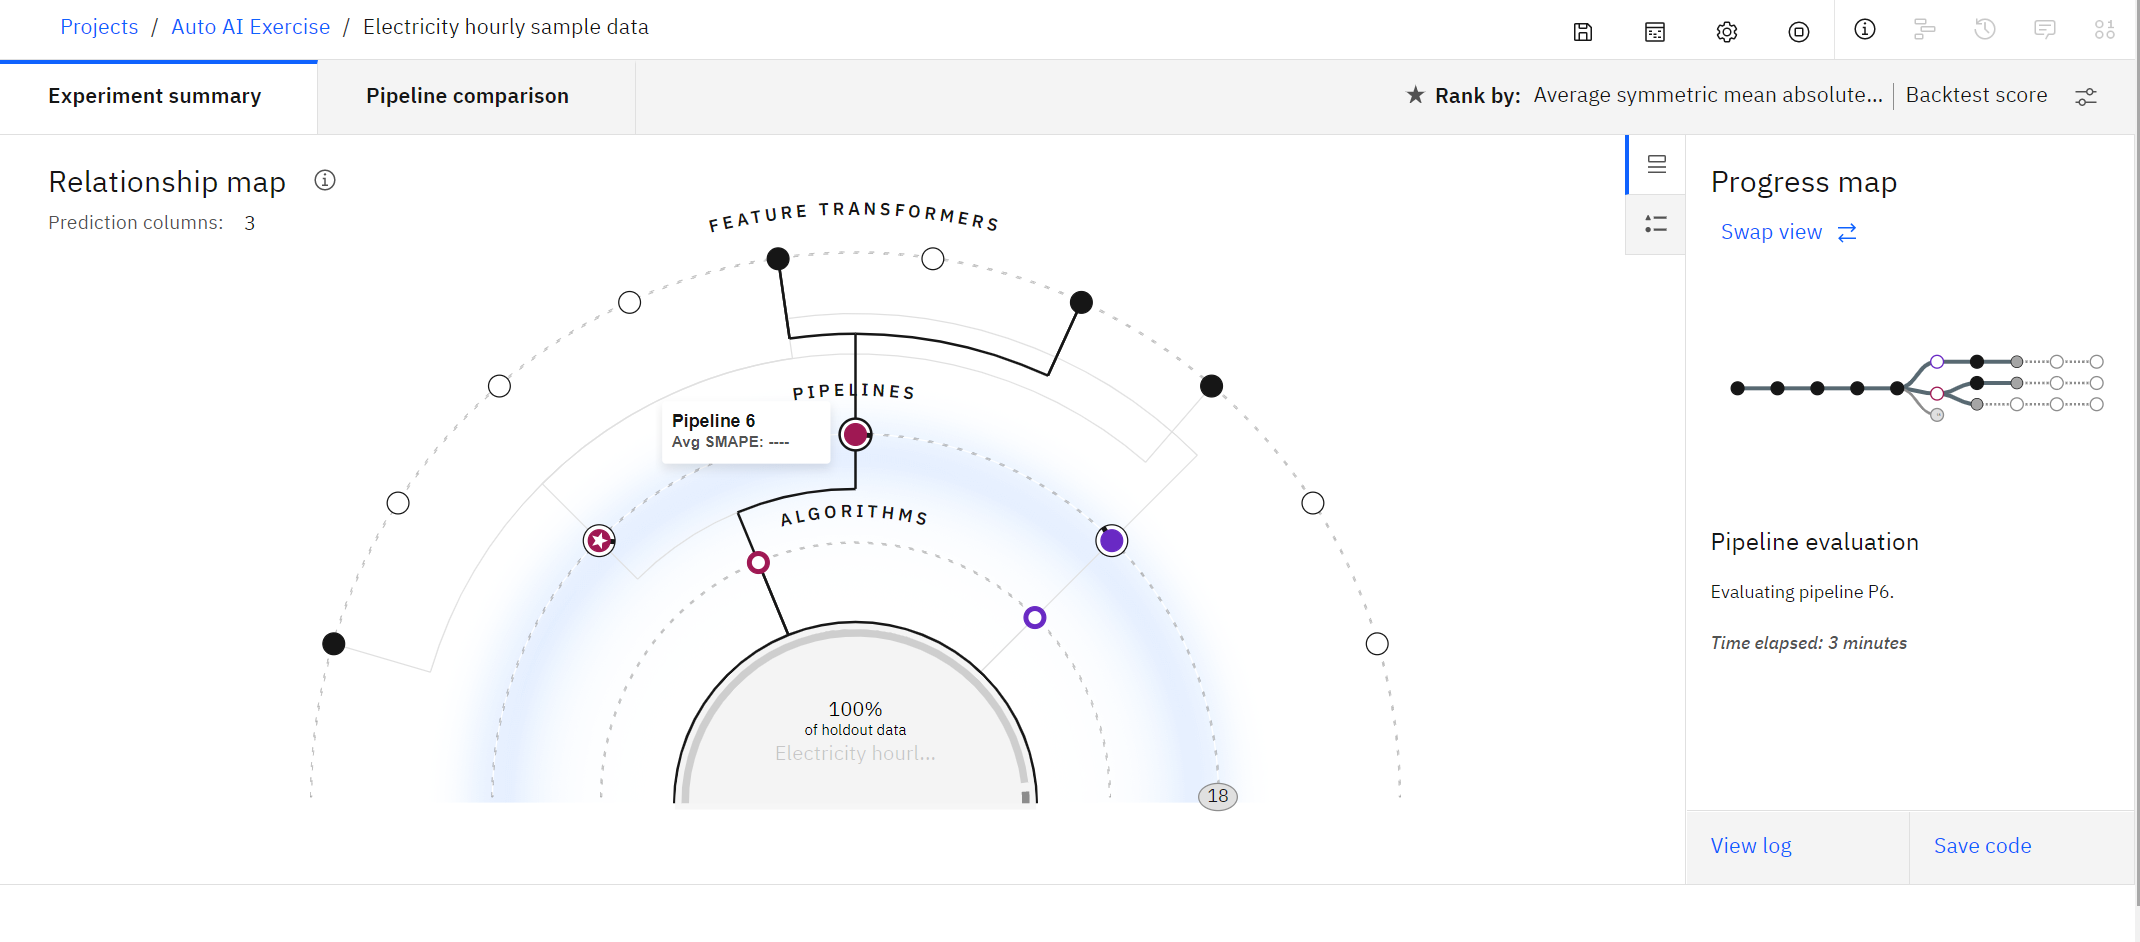 Projects / Auto AI Exercise / Electricity hourly sample data
Experiment summary
Pipeline comparison
Rank by: Average symmetric mean absolute... | Backtest score
Relationship map
Prediction columns: 3
FEATURE TRANSFORMERS
PIPELINES
Pipeline 6
Avg SMAPE: ----
ALGORITHMS
100%
of holdout data
Electricity hourl...
18
Progress map
Swap view
Pipeline evaluation
Evaluating pipeline P6.
Time elapsed: 3 minutes
View log
Save code